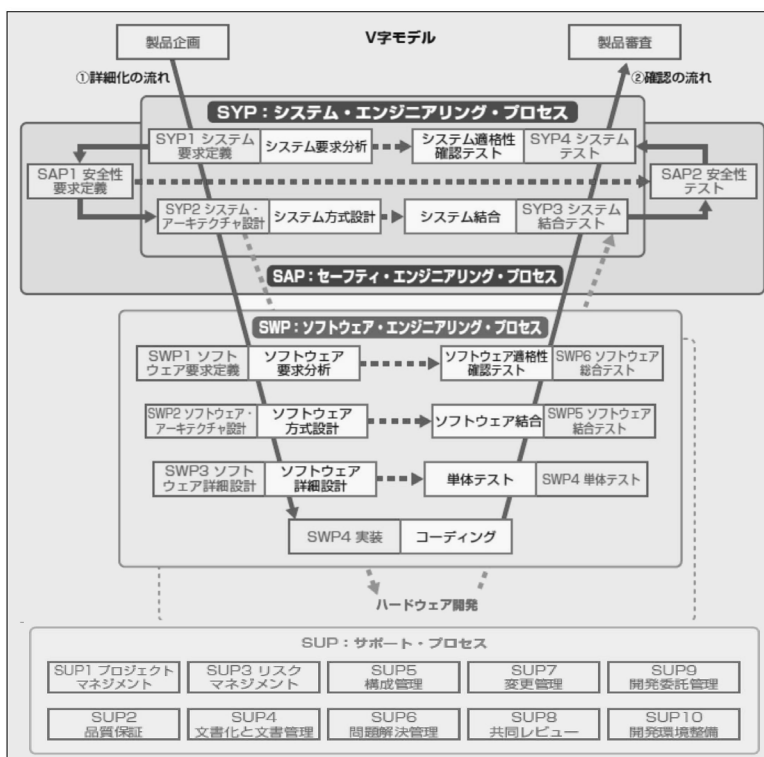 製品企画
V字モデル
製品審査
①詳細化の流れ
②確認の流れ
SYP：システム・エンジニアリング・プロセス
SYP1 システム
要求定義
システム要求分析
システム適格性
確認テスト
SYP4 システム
テスト
SAP1 安全性
要求定義
SAP2 安全性
テスト
SYP2 システム・
アーキテクチャ設計
システム方式設計
システム結合
SYP3 システム
結合テスト
SAP：セーフティ・エンジニアリング・プロセス
SWP：ソフトウェア・エンジニアリング・プロセス
SWP1 ソフト
ウェア要求定義
ソフトウェア
要求分析
ソフトウェア適格性
確認テスト
SWP6 ソフトウェア
総合テスト
SWP2 ソフトウェア・
アーキテクチャ設計
ソフトウェア
方式設計
ソフトウェア結合
SWP5 ソフトウェア
結合テスト
SWP3 ソフト
ウェア詳細設計
ソフトウェア
詳細設計
単体テスト
SWP4 単体テスト
SWP4 実装
コーディング
ハードウェア開発
SUP：サポート・プロセス
SUP1 プロジェクト
マネジメント
SUP3 リスク
マネジメント
SUP5
構成管理
SUP7
変更管理
SUP9
開発委託管理
SUP2
品質保証
SUP4
文書化と文書管理
SUP6
問題解決管理
SUP8
共同レビュー
SUP10
開発環境整備